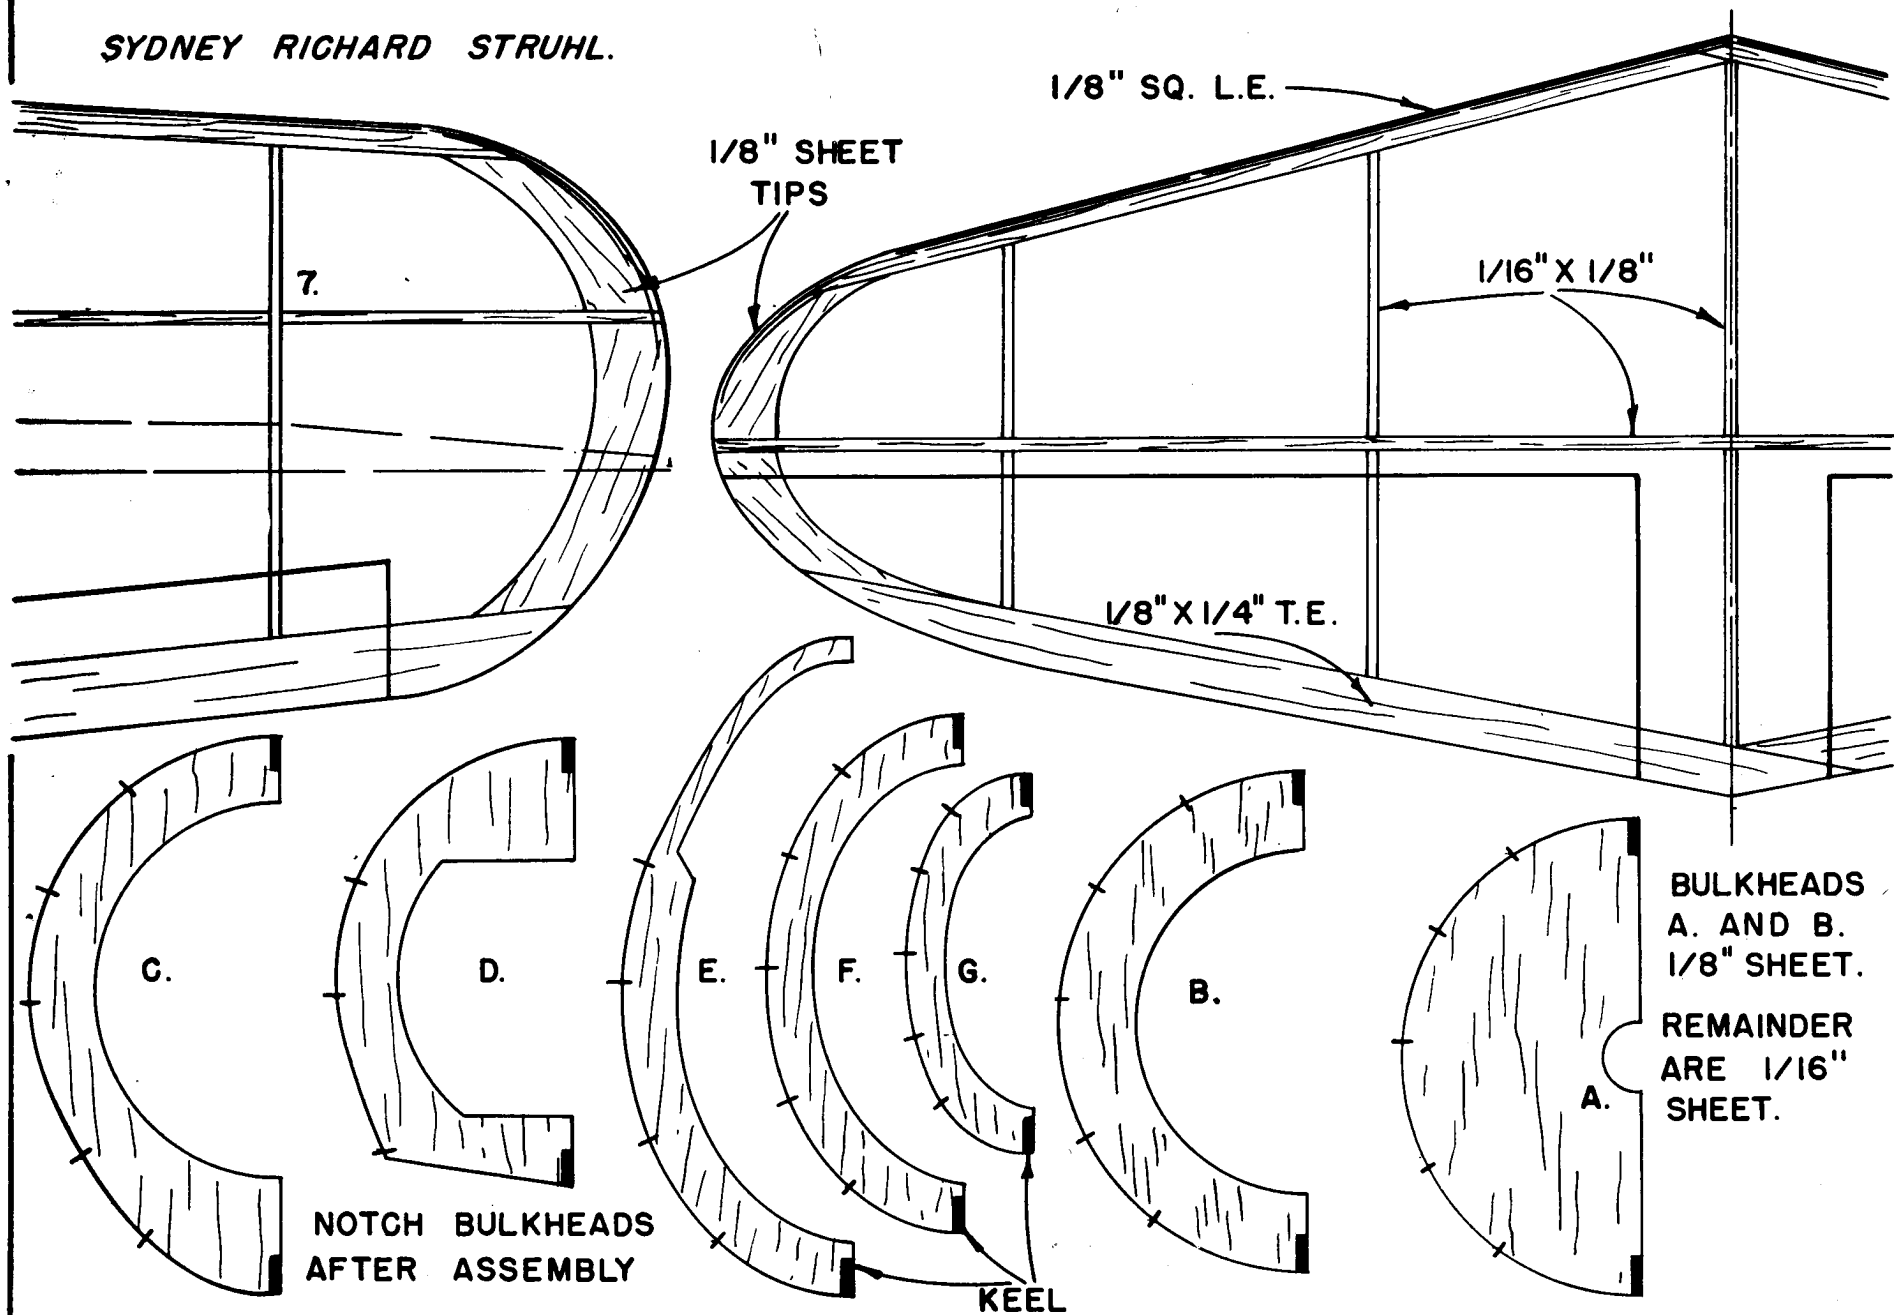 SYDNEY RICHARD STRUHL.
1/8" SQ. L.E.
1/8" SHEET
TIPS
7.
1/16" X 1/8"
1/8" X 1/4" T.E.
C.
D.
E.
F.
G.
B.
A.
BULKHEADS
A. AND B.
1/8" SHEET.
REMAINDER
ARE 1/16"
SHEET.
NOTCH BULKHEADS
AFTER ASSEMBLY
KEEL